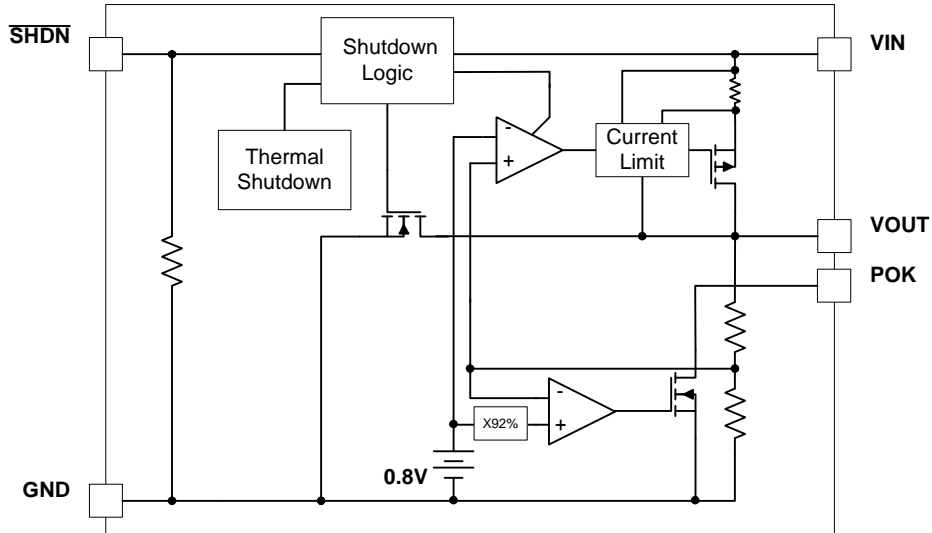 SHDN
Shutdown
Logic
VIN
Thermal
Shutdown
-
+
Current
Limit
VOUT
POK
-
+
X92%
0.8V
GND